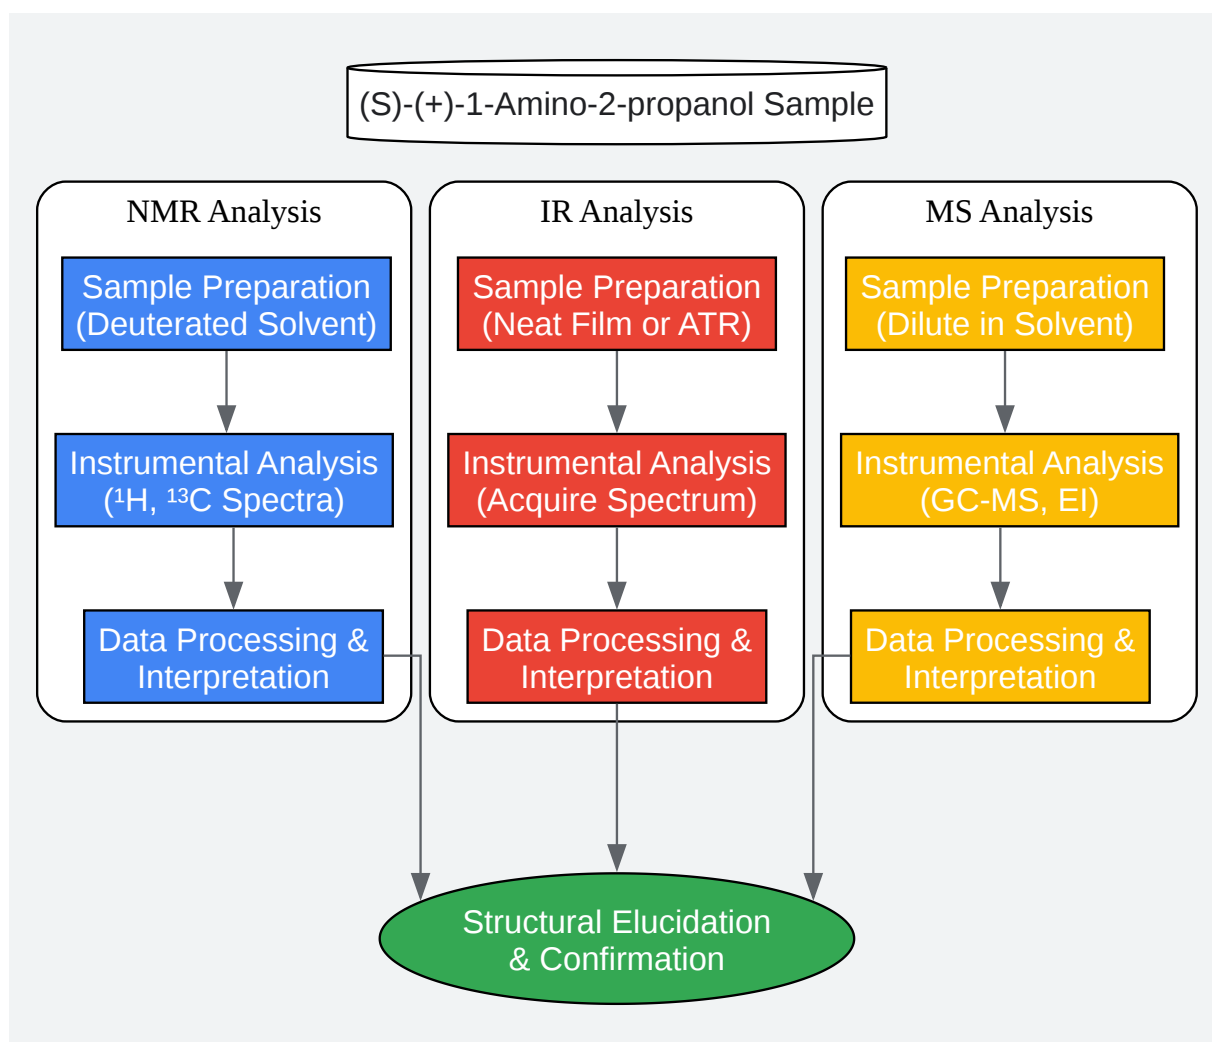 (S)-(+)-1-Amino-2-propanol Sample
NMR Analysis
Sample Preparation
(Deuterated Solvent)
Instrumental Analysis
(¹H, ¹³C Spectra)
Data Processing &
Interpretation
IR Analysis
Sample Preparation
(Neat Film or ATR)
Instrumental Analysis
(Acquire Spectrum)
Data Processing &
Interpretation
MS Analysis
Sample Preparation
(Dilute in Solvent)
Instrumental Analysis
(GC-MS, EI)
Data Processing &
Interpretation
Structural Elucidation
& Confirmation